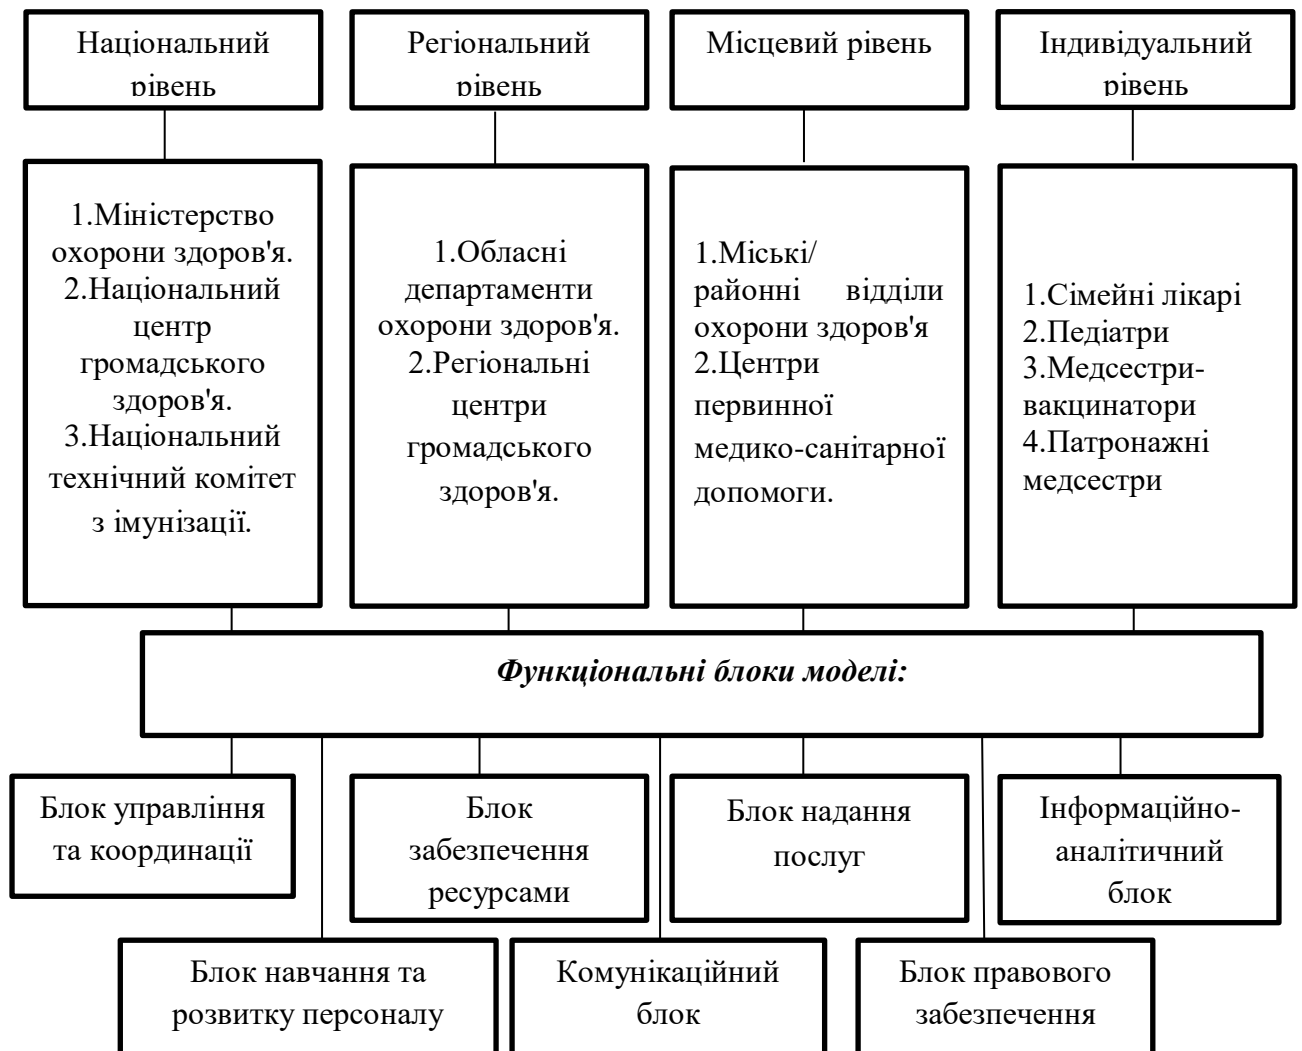 Національний
рівень
Регіональний
рівень
Місцевий рівень
Індивідуальний
рівень
1.Міністерство
охорони здоров'я.
2.Національний
центр
громадського
здоров'я.
3.Національний
технічний комітет
з імунізації.
1.Обласні
департаменти
охорони здоров'я.
2.Регіональні
центри
громадського
здоров'я.
1.Міські/
районні відділи
охорони здоров'я
2.Центри
первинної
медико-санітарної
допомоги.
1.Сімейні лікарі
2.Педіатри
3.Медсестри-
вакцинатори
4.Патронажні
медсестри
Функціональні блоки моделі:
Блок управління
та координації
Блок
забезпечення
ресурсами
Блок надання
послуг
Інформаційно-
аналітичний
блок
Блок навчання та
розвитку персоналу
Комунікаційний
блок
Блок правового
забезпечення